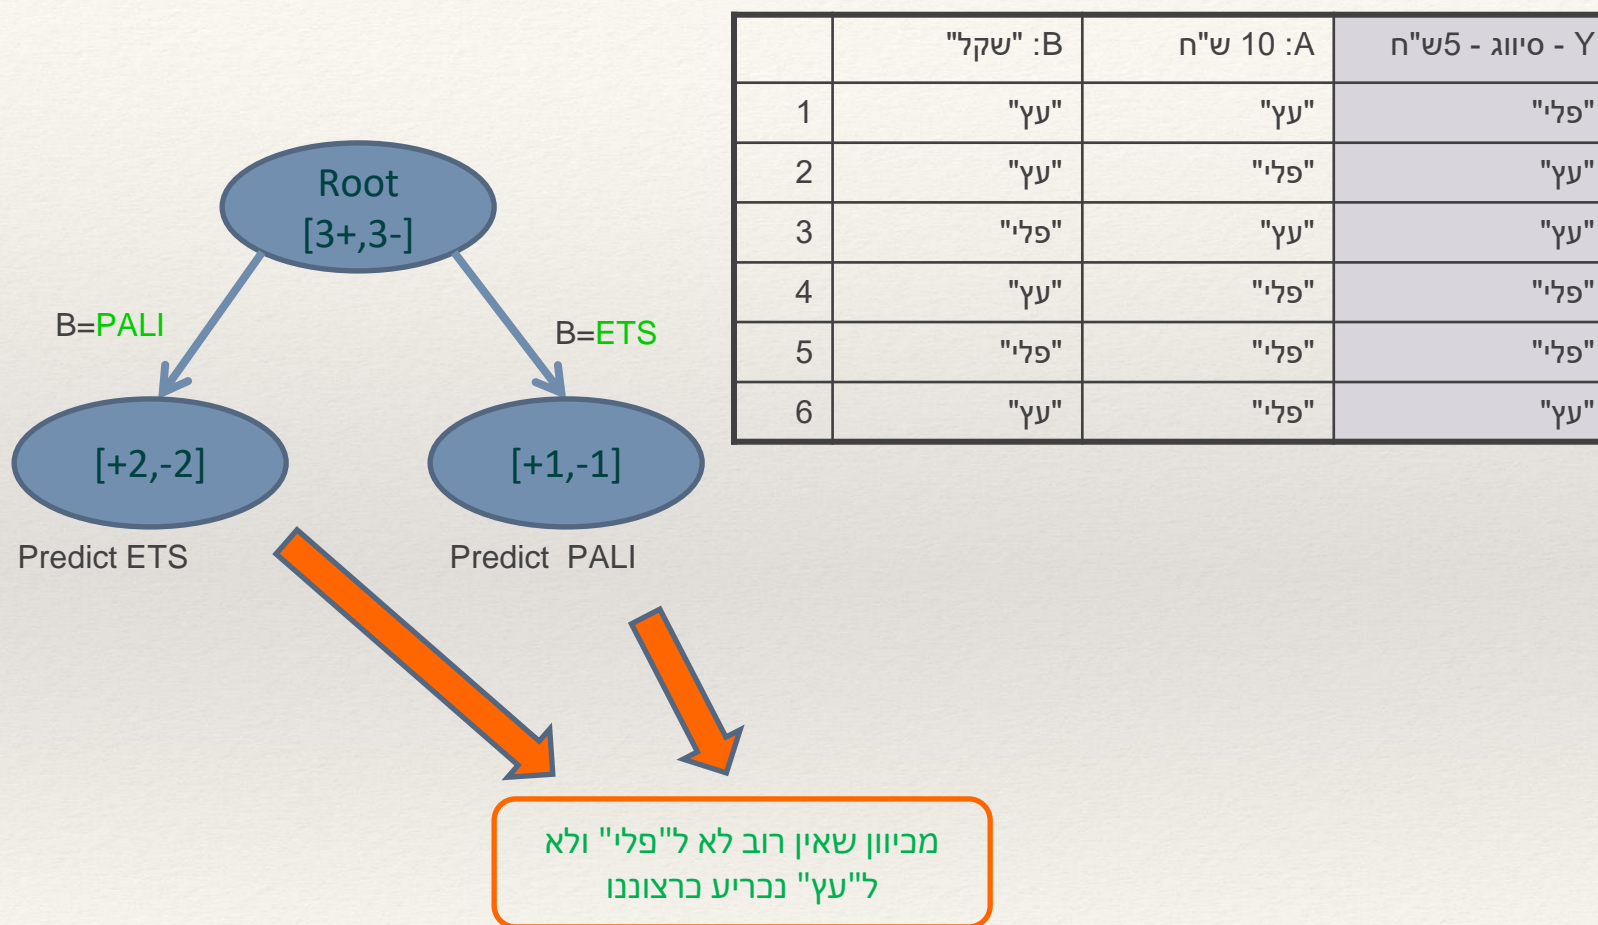 Y - סיווג - 5ש"ח A: 10 ש"ח B: "שקל"
"פלי" "עץ" "עץ" 1
"עץ" "פלי" "עץ" 2
"עץ" "עץ" "פלי" 3
"פלי" "פלי" "עץ" 4
"פלי" "פלי" "פלי" 5
"עץ" "פלי" "עץ" 6
Root
[3+,3-]
B=PALI
B=ETS
[+2,-2]
[+1,-1]
Predict ETS
Predict PALI
מכיוון שאין רוב לא ל"פלי" ולא
ל"עץ" נכריע כרצוננו